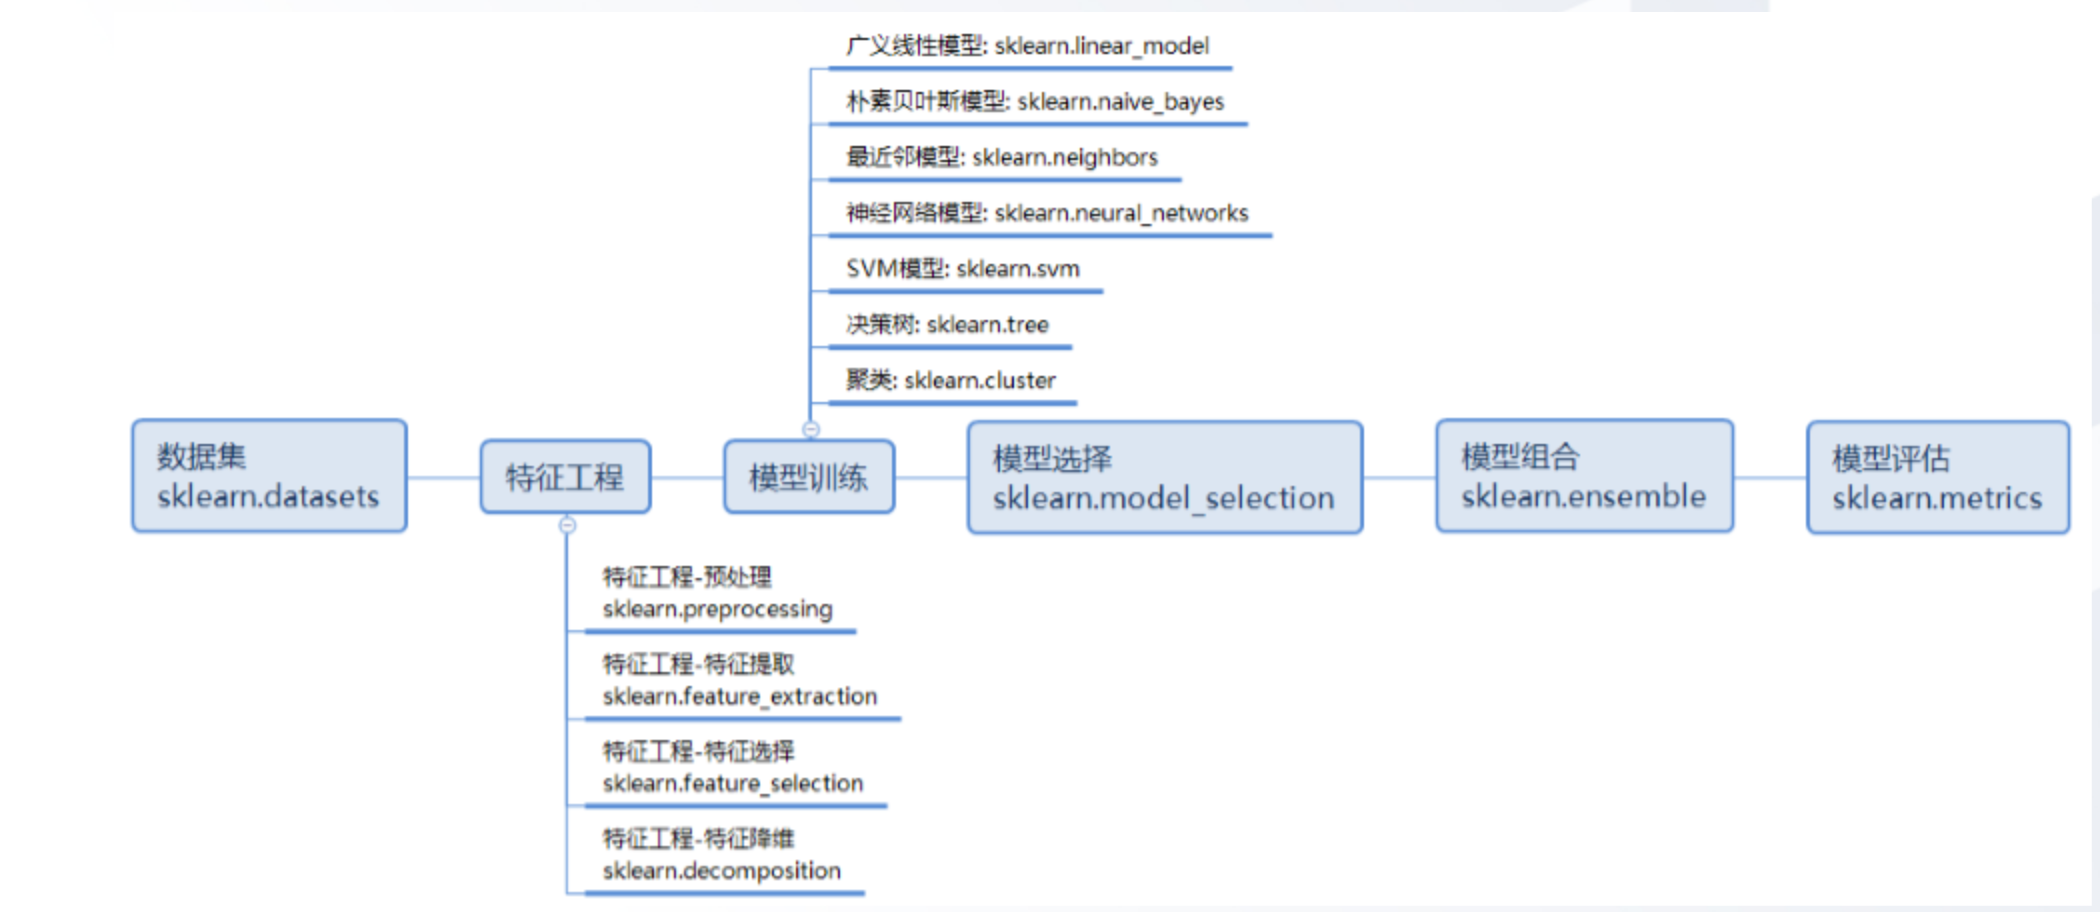 广义线性模型: sklearn.linear_model
朴素贝叶斯模型: sklearn.naive_bayes
最近邻模型: sklearn.neighbors
神经网络模型: sklearn.neural_networks
SVM模型: sklearn.svm
决策树: sklearn.tree
聚类: sklearn.cluster
数据集
sklearn.datasets
特征工程
模型训练
模型选择
sklearn.model_selection
模型组合
sklearn.ensemble
模型评估
sklearn.metrics
特征工程-预处理
sklearn.preprocessing
特征工程-特征提取
sklearn.feature_extraction
特征工程-特征选择
sklearn.feature_selection
特征工程-特征降维
sklearn.decomposition